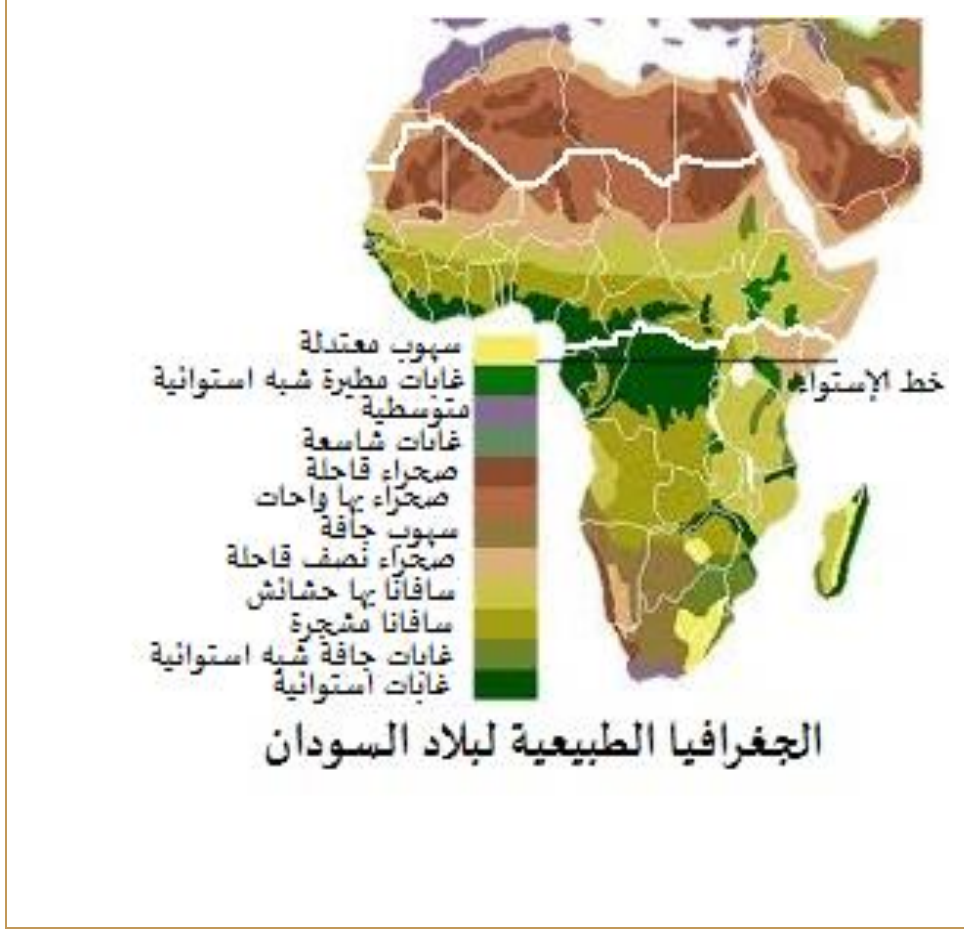 سهوب معتدلة
غابات مطيرة شبه استوائية
متوسطية
غابات شاسعة
صحراء قاحلة
صحراء بها واحات
سهوب جافة
صحراء نصف قاحلة
سافانا بها حشائش
سافانا مشجرة
غابات جافة شبه استوائية
غابات استوائية
خط الإستواء
الجغرافيا الطبيعية لبلاد السودان